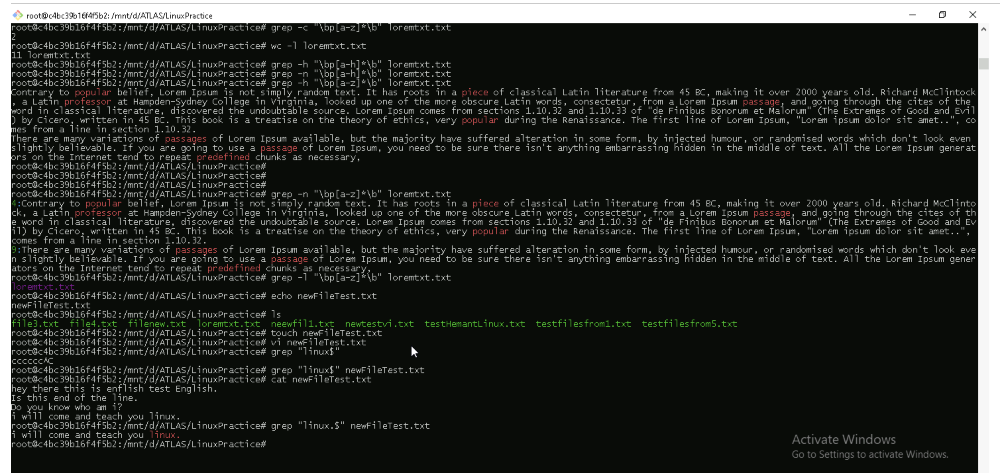 root@c4bc39b16f4f5b2: /mnt/d/ATLAS/LinuxPractice
root@c4bc39b16f4f5b2:/mnt/d/ATLAS/LinuxPractice# grep -c "\bp[a-z]*\b" loremtxt.txt
2
root@c4bc39b16f4f5b2:/mnt/d/ATLAS/LinuxPractice# wc -l loremtxt.txt
11 loremtxt.txt
root@c4bc39b16f4f5b2:/mnt/d/ATLAS/LinuxPractice# grep -h "\bp[a-h]*\b" loremtxt.txt
root@c4bc39b16f4f5b2:/mnt/d/ATLAS/LinuxPractice# grep -n "\bp[a-h]*\b" loremtxt.txt
root@c4bc39b16f4f5b2:/mnt/d/ATLAS/LinuxPractice# grep -h "\bp[a-z]*\b" loremtxt.txt
Contrary to popular belief, Lorem Ipsum is not simply random text. It has roots in a piece of classical Latin literature from 45 BC, making it over 2000 years old. Richard McClintock
, a Latin professor at Hampden-Sydney College in Virginia, looked up one of the more obscure Latin words, consectetur, from a Lorem Ipsum passage, and going through the cites of the
word in classical literature, discovered the undoubtable source. Lorem Ipsum comes from sections 1.10.32 and 1.10.33 of "de Finibus Bonorum et Malorum" (The Extremes of Good and Evil
) by Cicero, written in 45 BC. This book is a treatise on the theory of ethics, very popular during the Renaissance. The first line of Lorem Ipsum, "Lorem ipsum dolor sit amet..", co
mes from a line in section 1.10.32.
There are many variations of passages of Lorem Ipsum available, but the majority have suffered alteration in some form, by injected humour, or randomised words which don't look even
slightly believable. If you are going to use a passage of Lorem Ipsum, you need to be sure there isn't anything embarrassing hidden in the middle of text. All the Lorem Ipsum generat
ors on the Internet tend to repeat predefined chunks as necessary,
root@c4bc39b16f4f5b2:/mnt/d/ATLAS/LinuxPractice#
root@c4bc39b16f4f5b2:/mnt/d/ATLAS/LinuxPractice#
root@c4bc39b16f4f5b2:/mnt/d/ATLAS/LinuxPractice#
root@c4bc39b16f4f5b2:/mnt/d/ATLAS/LinuxPractice# grep -n "\bp[a-z]*\b" loremtxt.txt
4:Contrary to popular belief, Lorem Ipsum is not simply random text. It has roots in a piece of classical Latin literature from 45 BC, making it over 2000 years old. Richard McClinto
ck, a Latin professor at Hampden-Sydney College in Virginia, looked up one of the more obscure Latin words, consectetur, from a Lorem Ipsum passage, and going through the cites of th
e word in classical literature, discovered the undoubtable source. Lorem Ipsum comes from sections 1.10.32 and 1.10.33 of "de Finibus Bonorum et Malorum" (The Extremes of Good and Ev
il) by Cicero, written in 45 BC. This book is a treatise on the theory of ethics, very popular during the Renaissance. The first line of Lorem Ipsum, "Lorem ipsum dolor sit amet..",
comes from a line in section 1.10.32.
9:There are many variations of passages of Lorem Ipsum available, but the majority have suffered alteration in some form, by injected humour, or randomised words which don't look eve
n slightly believable. If you are going to use a passage of Lorem Ipsum, you need to be sure there isn't anything embarrassing hidden in the middle of text. All the Lorem Ipsum gener
ators on the Internet tend to repeat predefined chunks as necessary,
root@c4bc39b16f4f5b2:/mnt/d/ATLAS/LinuxPractice# grep -l "\bp[a-z]*\b" loremtxt.txt
loremtxt.txt
root@c4bc39b16f4f5b2:/mnt/d/ATLAS/LinuxPractice# echo newFileTest.txt
newFileTest.txt
root@c4bc39b16f4f5b2:/mnt/d/ATLAS/LinuxPractice# ls
file3.txt file4.txt filenew.txt loremtxt.txt neewfil1.txt newtestvi.txt testHemantLinux.txt testfilesfrom1.txt testfilesfrom5.txt
root@c4bc39b16f4f5b2:/mnt/d/ATLAS/LinuxPractice# touch newFileTest.txt
root@c4bc39b16f4f5b2:/mnt/d/ATLAS/LinuxPractice# vi newFileTest.txt
root@c4bc39b16f4f5b2:/mnt/d/ATLAS/LinuxPractice# grep "linux$"
cccccc^C
root@c4bc39b16f4f5b2:/mnt/d/ATLAS/LinuxPractice# grep "linux$" newFileTest.txt
root@c4bc39b16f4f5b2:/mnt/d/ATLAS/LinuxPractice# cat newFileTest.txt
hey there this is enflish test English.
Is this end of the line.
Do you know who am i?
i will come and teach you linux.
root@c4bc39b16f4f5b2:/mnt/d/ATLAS/LinuxPractice# grep "linux.$" newFileTest.txt
i will come and teach you linux.
root@c4bc39b16f4f5b2:/mnt/d/ATLAS/LinuxPractice#
Activate Windows
Go to Settings to activate Windows.